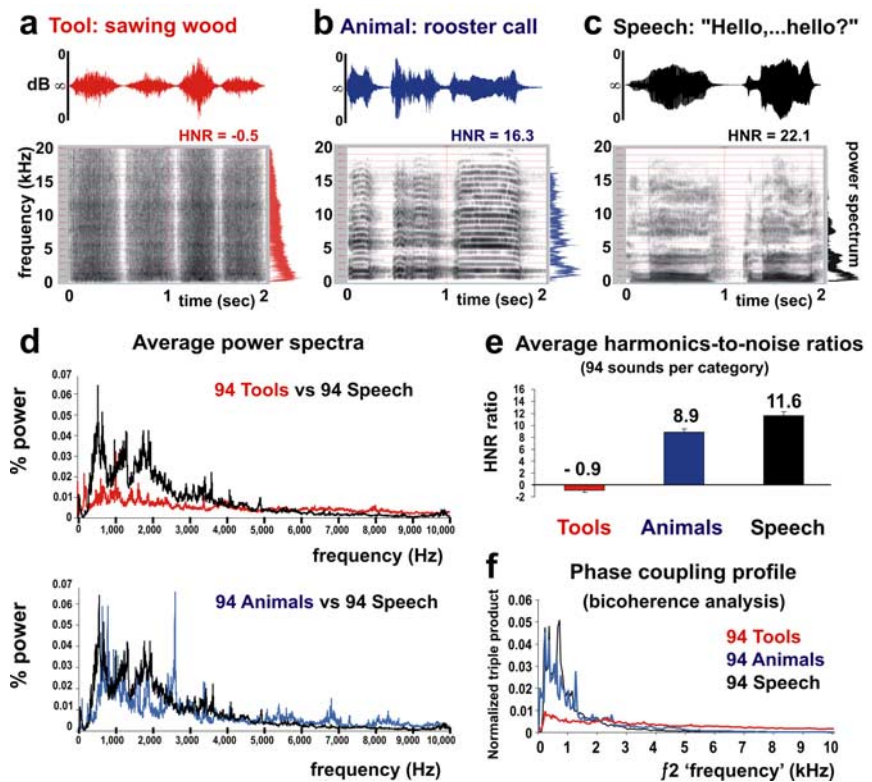 a Tool: sawing wood
0
dB
∞
0
HNR = -0.5
frequency (kHz)
20
15
10
5
0
0 1 2
time (sec)
b Animal: rooster call
0
∞
0
HNR = 16.3
20
15
10
5
0
0 1 2
time (sec)
c Speech: "Hello,...hello?"
0
∞
0
HNR = 22.1
20
15
10
5
0
0 1 2
time (sec)
power spectrum
d Average power spectra
94 Tools vs 94 Speech
% power
0.07
0.06
0.05
0.04
0.03
0.02
0.01
0
0 1,000 2,000 3,000 4,000 5,000 6,000 7,000 8,000 9,000 10,000
frequency (Hz)
94 Animals vs 94 Speech
% power
0.07
0.06
0.05
0.04
0.03
0.02
0.01
0
0 1,000 2,000 3,000 4,000 5,000 6,000 7,000 8,000 9,000 10,000
frequency (Hz)
e Average harmonics-to-noise ratios
(94 sounds per category)
HNR ratio
16
14
12
10
8
6
4
2
0
-2
- 0.9
8.9
11.6
Tools Animals Speech
f Phase coupling profile
(bicoherence analysis)
Normalized triple product
0.06
0.05
0.04
0.03
0.02
0.01
0
94 Tools
94 Animals
94 Speech
0 1 2 3 4 5 6 7 8 9 10
ƒ2 'frequency' (kHz)